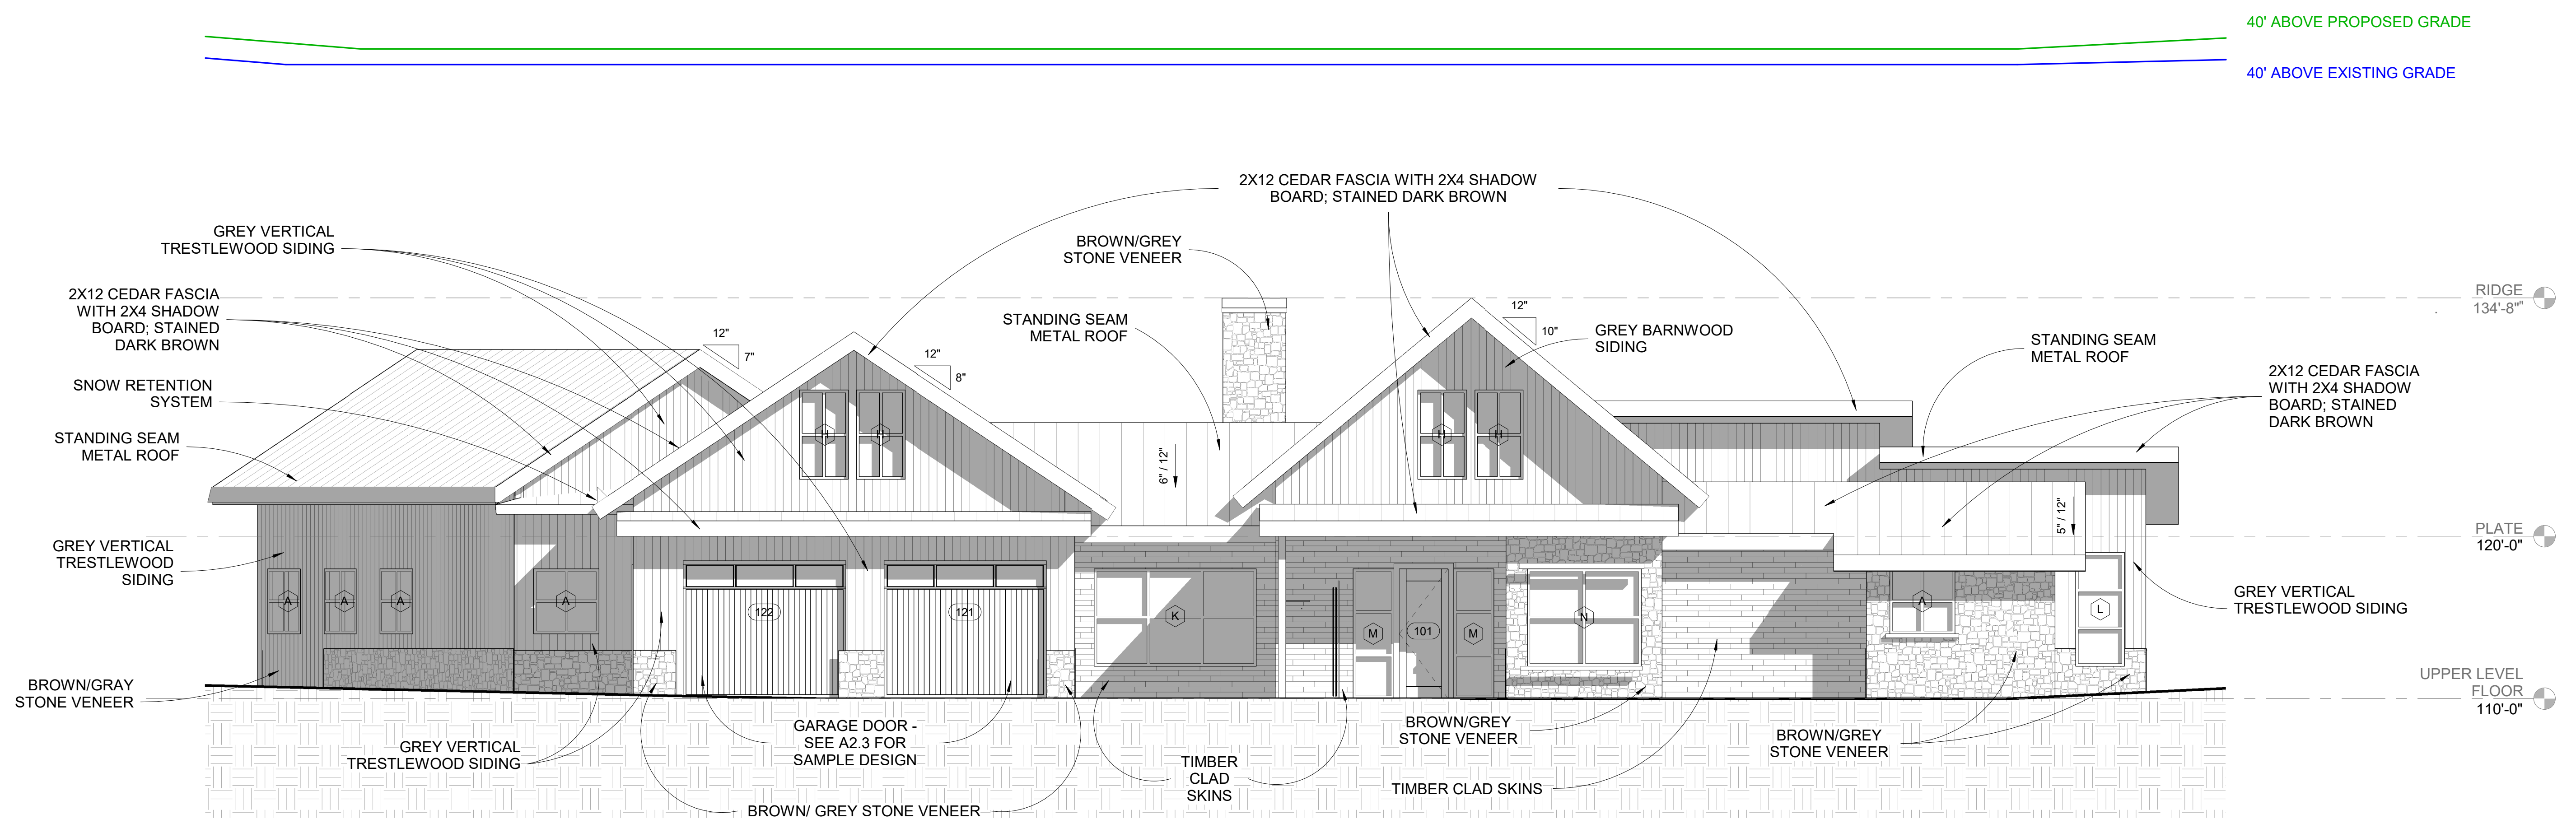 40' ABOVE PROPOSED GRADE
40' ABOVE EXISTING GRADE
2X12 CEDAR FASCIA WITH 2X4 SHADOW
BOARD; STAINED DARK BROWN
GREY VERTICAL
TRESTLEWOOD SIDING
BROWN/GREY
STONE VENEER
2X12 CEDAR FASCIA
WITH 2X4 SHADOW
BOARD; STAINED
DARK BROWN
RIDGE
134'-8"
STANDING SEAM
METAL ROOF
12"
10"
GREY BARNWOOD
SIDING
12"
7"
12"
8"
STANDING SEAM
METAL ROOF
2X12 CEDAR FASCIA
WITH 2X4 SHADOW
BOARD; STAINED
DARK BROWN
SNOW RETENTION
SYSTEM
STANDING SEAM
METAL ROOF
H
H
H
H
6" / 12"
5" / 12"
PLATE
120'-0"
GREY VERTICAL
TRESTLEWOOD
SIDING
A
A
A
A
122
121
K
M
101
M
N
A
L
GREY VERTICAL
TRESTLEWOOD SIDING
BROWN/GRAY
STONE VENEER
UPPER LEVEL
FLOOR
110'-0"
GREY VERTICAL
TRESTLEWOOD SIDING
GARAGE DOOR -
SEE A2.3 FOR
SAMPLE DESIGN
BROWN/ GREY STONE VENEER
TIMBER
CLAD
SKINS
BROWN/GREY
STONE VENEER
TIMBER CLAD SKINS
BROWN/GREY
STONE VENEER